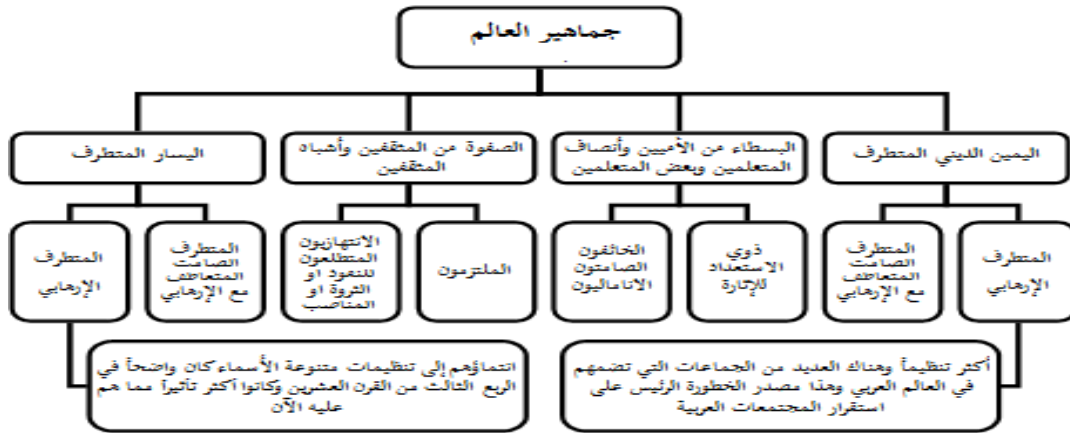 جماهير العالم
اليمين الديني المتطرف
البسطاء من الأميين وأنصاف
المتعلمين وبعض المتعلمين
الصفوة من المثقفين وأشباه
المثقفين
اليسار المتطرف
المتطرف
الإرهابي
المتطرف
الصامت
المتعاطف
مع الإرهابي
ذوي
الاستعداد
للإثارة
الخائفون
الصامتون
الاناماليون
الملتزمون
الانتهازيون
المتطلعون
للنفوذ او
الثروة او
المناصب
المتطرف
الصامت
المتعاطف
مع الإرهابي
المتطرف
الإرهابي
أكثر تنظيماً وهناك العديد من الجماعات التي تضمهم
في العالم العربي وهذا مصدر الخطورة الرئيس على
استقرار المجتمعات العربية
انتماؤهم إلى تنظيمات متنوعة الأسماء كان واضحاً في
الربع الثالث من القرن العشرين وكانوا أكثر تأثيراً مما هم
عليه الآن